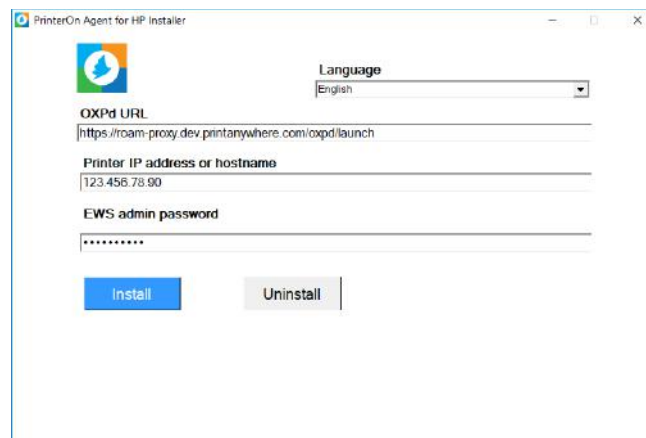 PrinterOn Agent for HP Installer
Language
English
OXPd URL
https://roam-proxy.dev.printanywhere.com/oxpd/launch
Printer IP address or hostname
123.456.78.90
EWS admin password
••••••••••
Install Uninstall